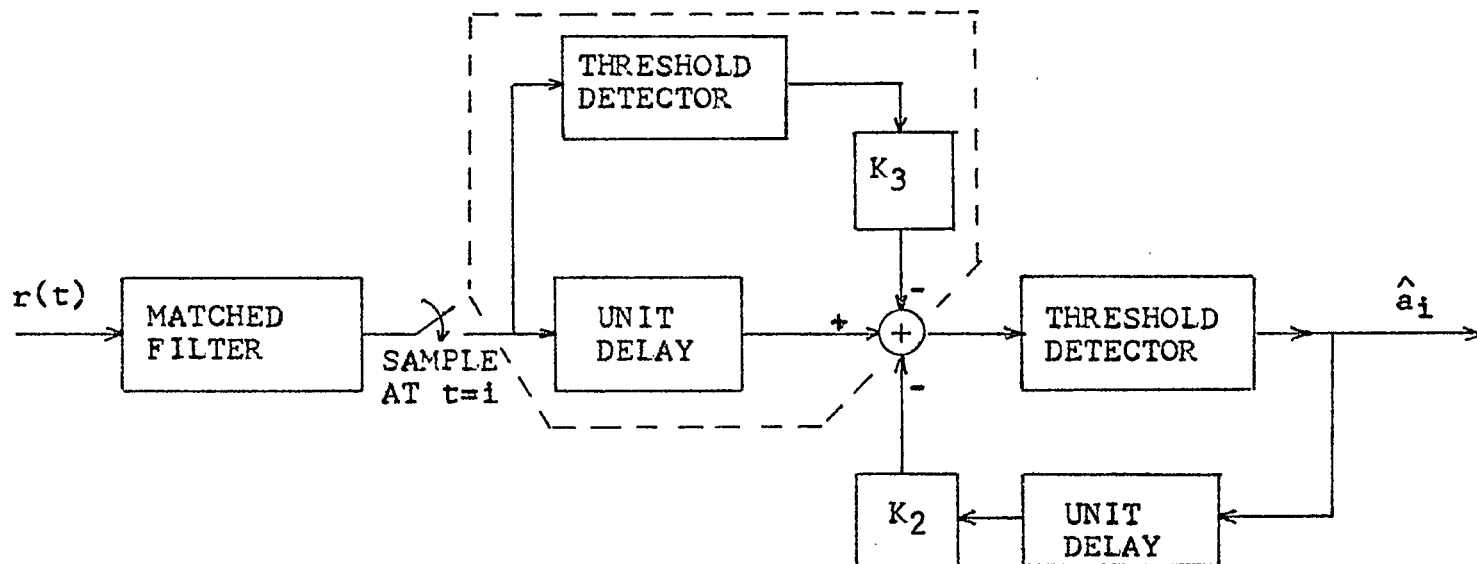 THRESHOLD
DETECTOR
K3
r(t)
MATCHED
FILTER
SAMPLE
AT t=i
UNIT
DELAY
+
-
+
-
THRESHOLD
DETECTOR
âi
K2
UNIT
DELAY